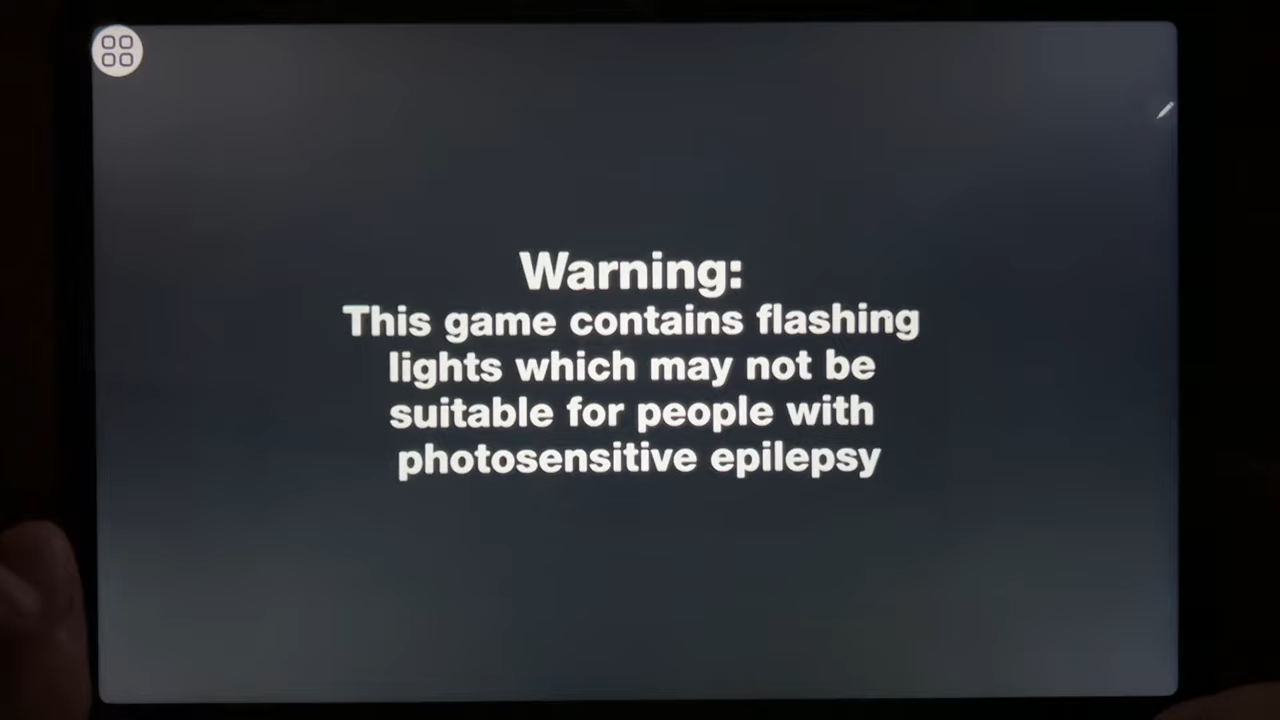 Warning:
This game contains flashing
lights which may not be
suitable for people with
photosensitive epilepsy